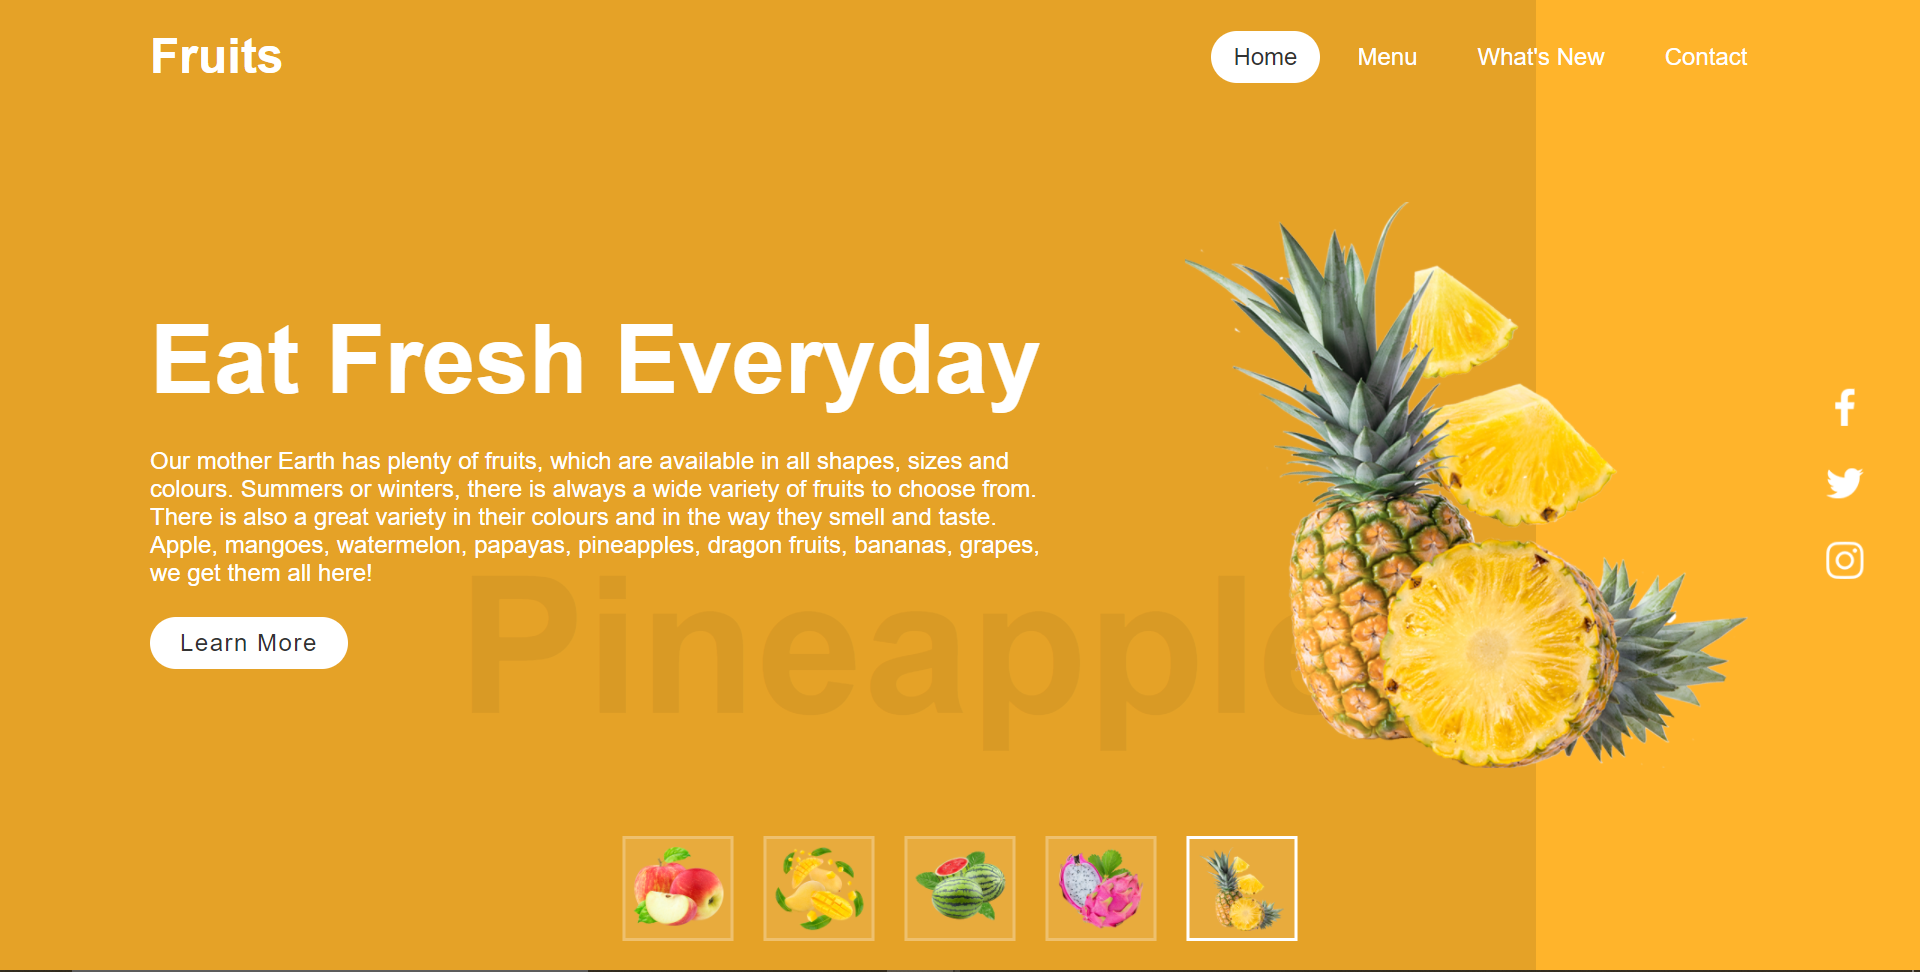 Fruits
Home
Menu
What's New
Contact
Eat Fresh Everyday
Our mother Earth has plenty of fruits, which are available in all shapes, sizes and
colours. Summers or winters, there is always a wide variety of fruits to choose from.
There is also a great variety in their colours and in the way they smell and taste.
Apple, mangoes, watermelon, papayas, pineapples, dragon fruits, bananas, grapes,
we get them all here!
Learn More
Pineapple